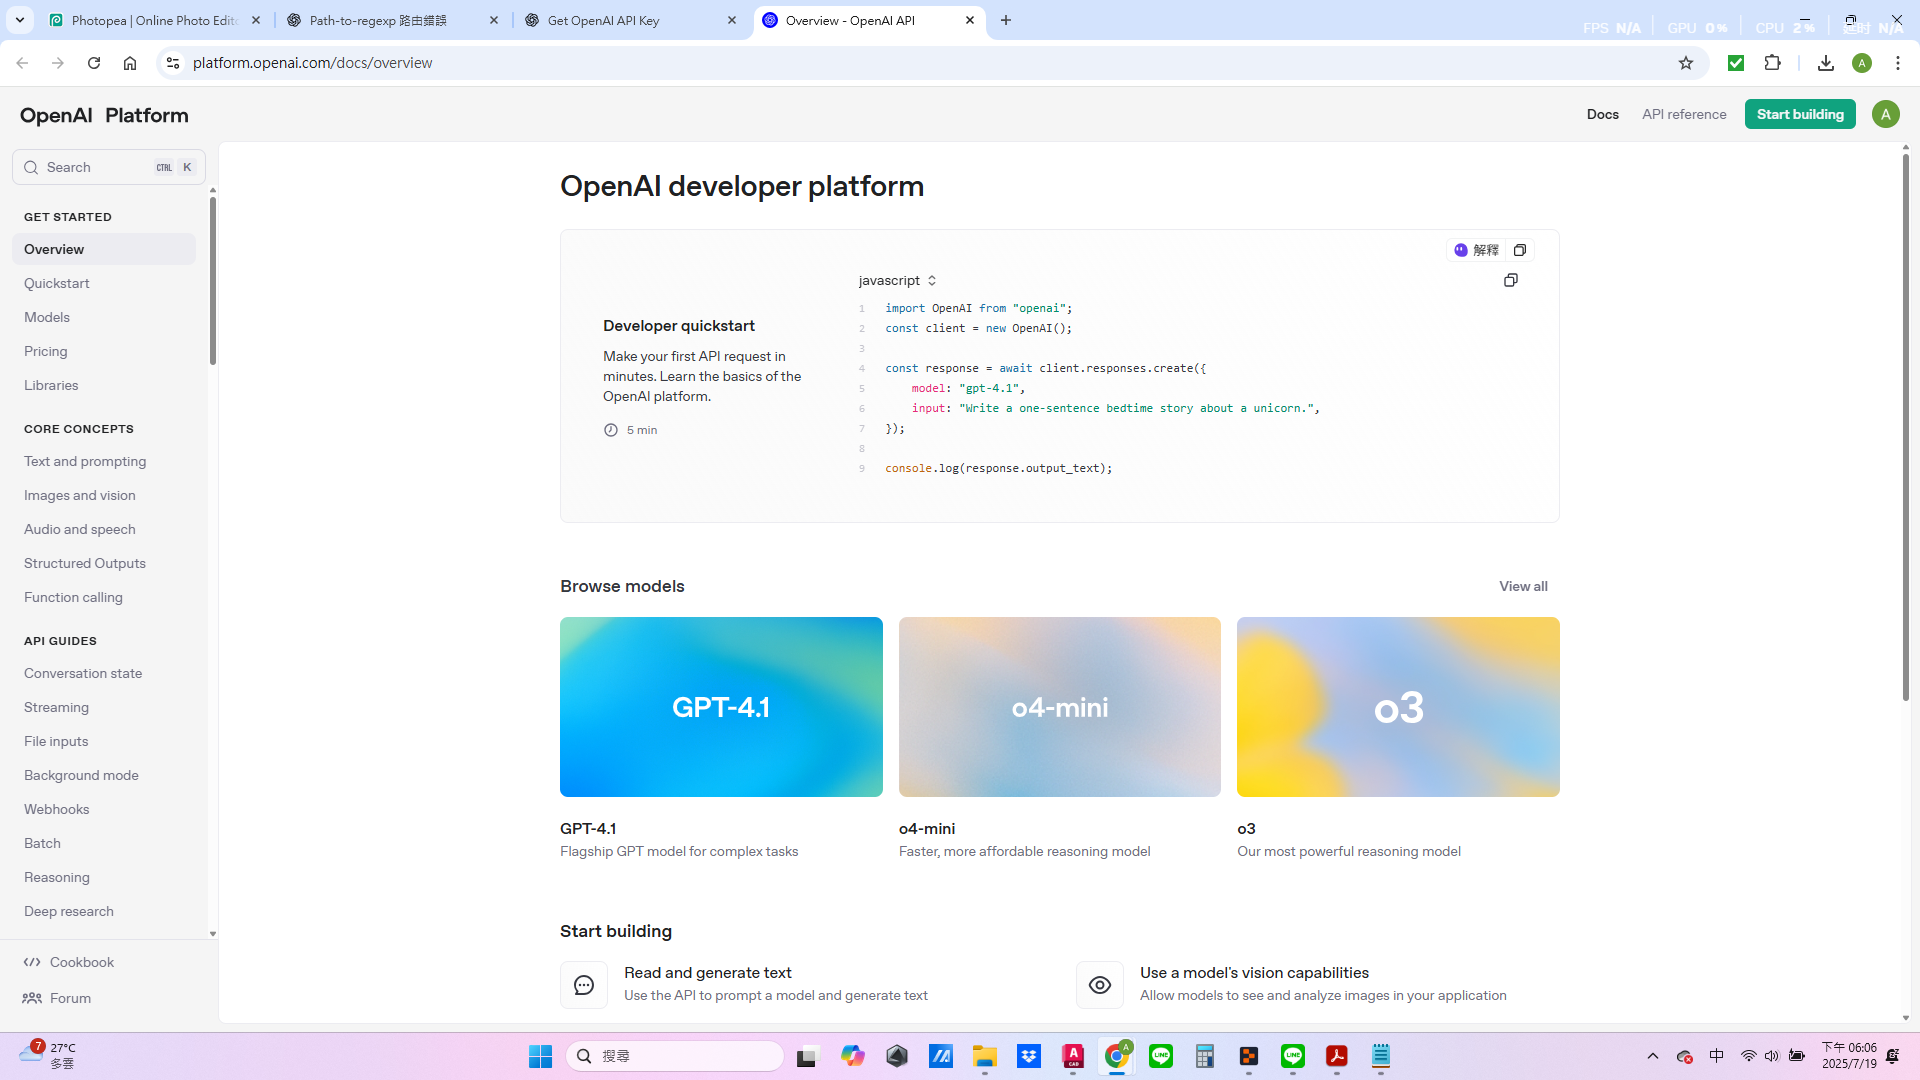 Photopea | Online Photo Edit
Path-to-regexp 路由錯誤
Get OpenAI API Key
Overview - OpenAI API
FPS N/A GPU 0% CPU 2% 延时 N/A
platform.openai.com/docs/overview
A
OpenAI Platform
Docs
API reference
Start building
A
Search
CTRL K
GET STARTED
Overview
Quickstart
Models
Pricing
Libraries
CORE CONCEPTS
Text and prompting
Images and vision
Audio and speech
Structured Outputs
Function calling
API GUIDES
Conversation state
Streaming
File inputs
Background mode
Webhooks
Batch
Reasoning
Deep research
Cookbook
Forum
OpenAI developer platform
解釋
Developer quickstart
Make your first API request in
minutes. Learn the basics of the
OpenAI platform.
5 min
javascript
1 import OpenAI from "openai";
2 const client = new OpenAI();
3
4 const response = await client.responses.create({
5 model: "gpt-4.1",
6 input: "Write a one-sentence bedtime story about a unicorn.",
7 });
8
9 console.log(response.output_text);
Browse models
View all
GPT-4.1
o4-mini
o3
GPT-4.1
Flagship GPT model for complex tasks
o4-mini
Faster, more affordable reasoning model
o3
Our most powerful reasoning model
Start building
Read and generate text
Use the API to prompt a model and generate text
Use a model's vision capabilities
Allow models to see and analyze images in your application
7
27°C
多雲
搜尋
A
CAD
A
LINE
LINE
中
下午 06:06
2025/7/19